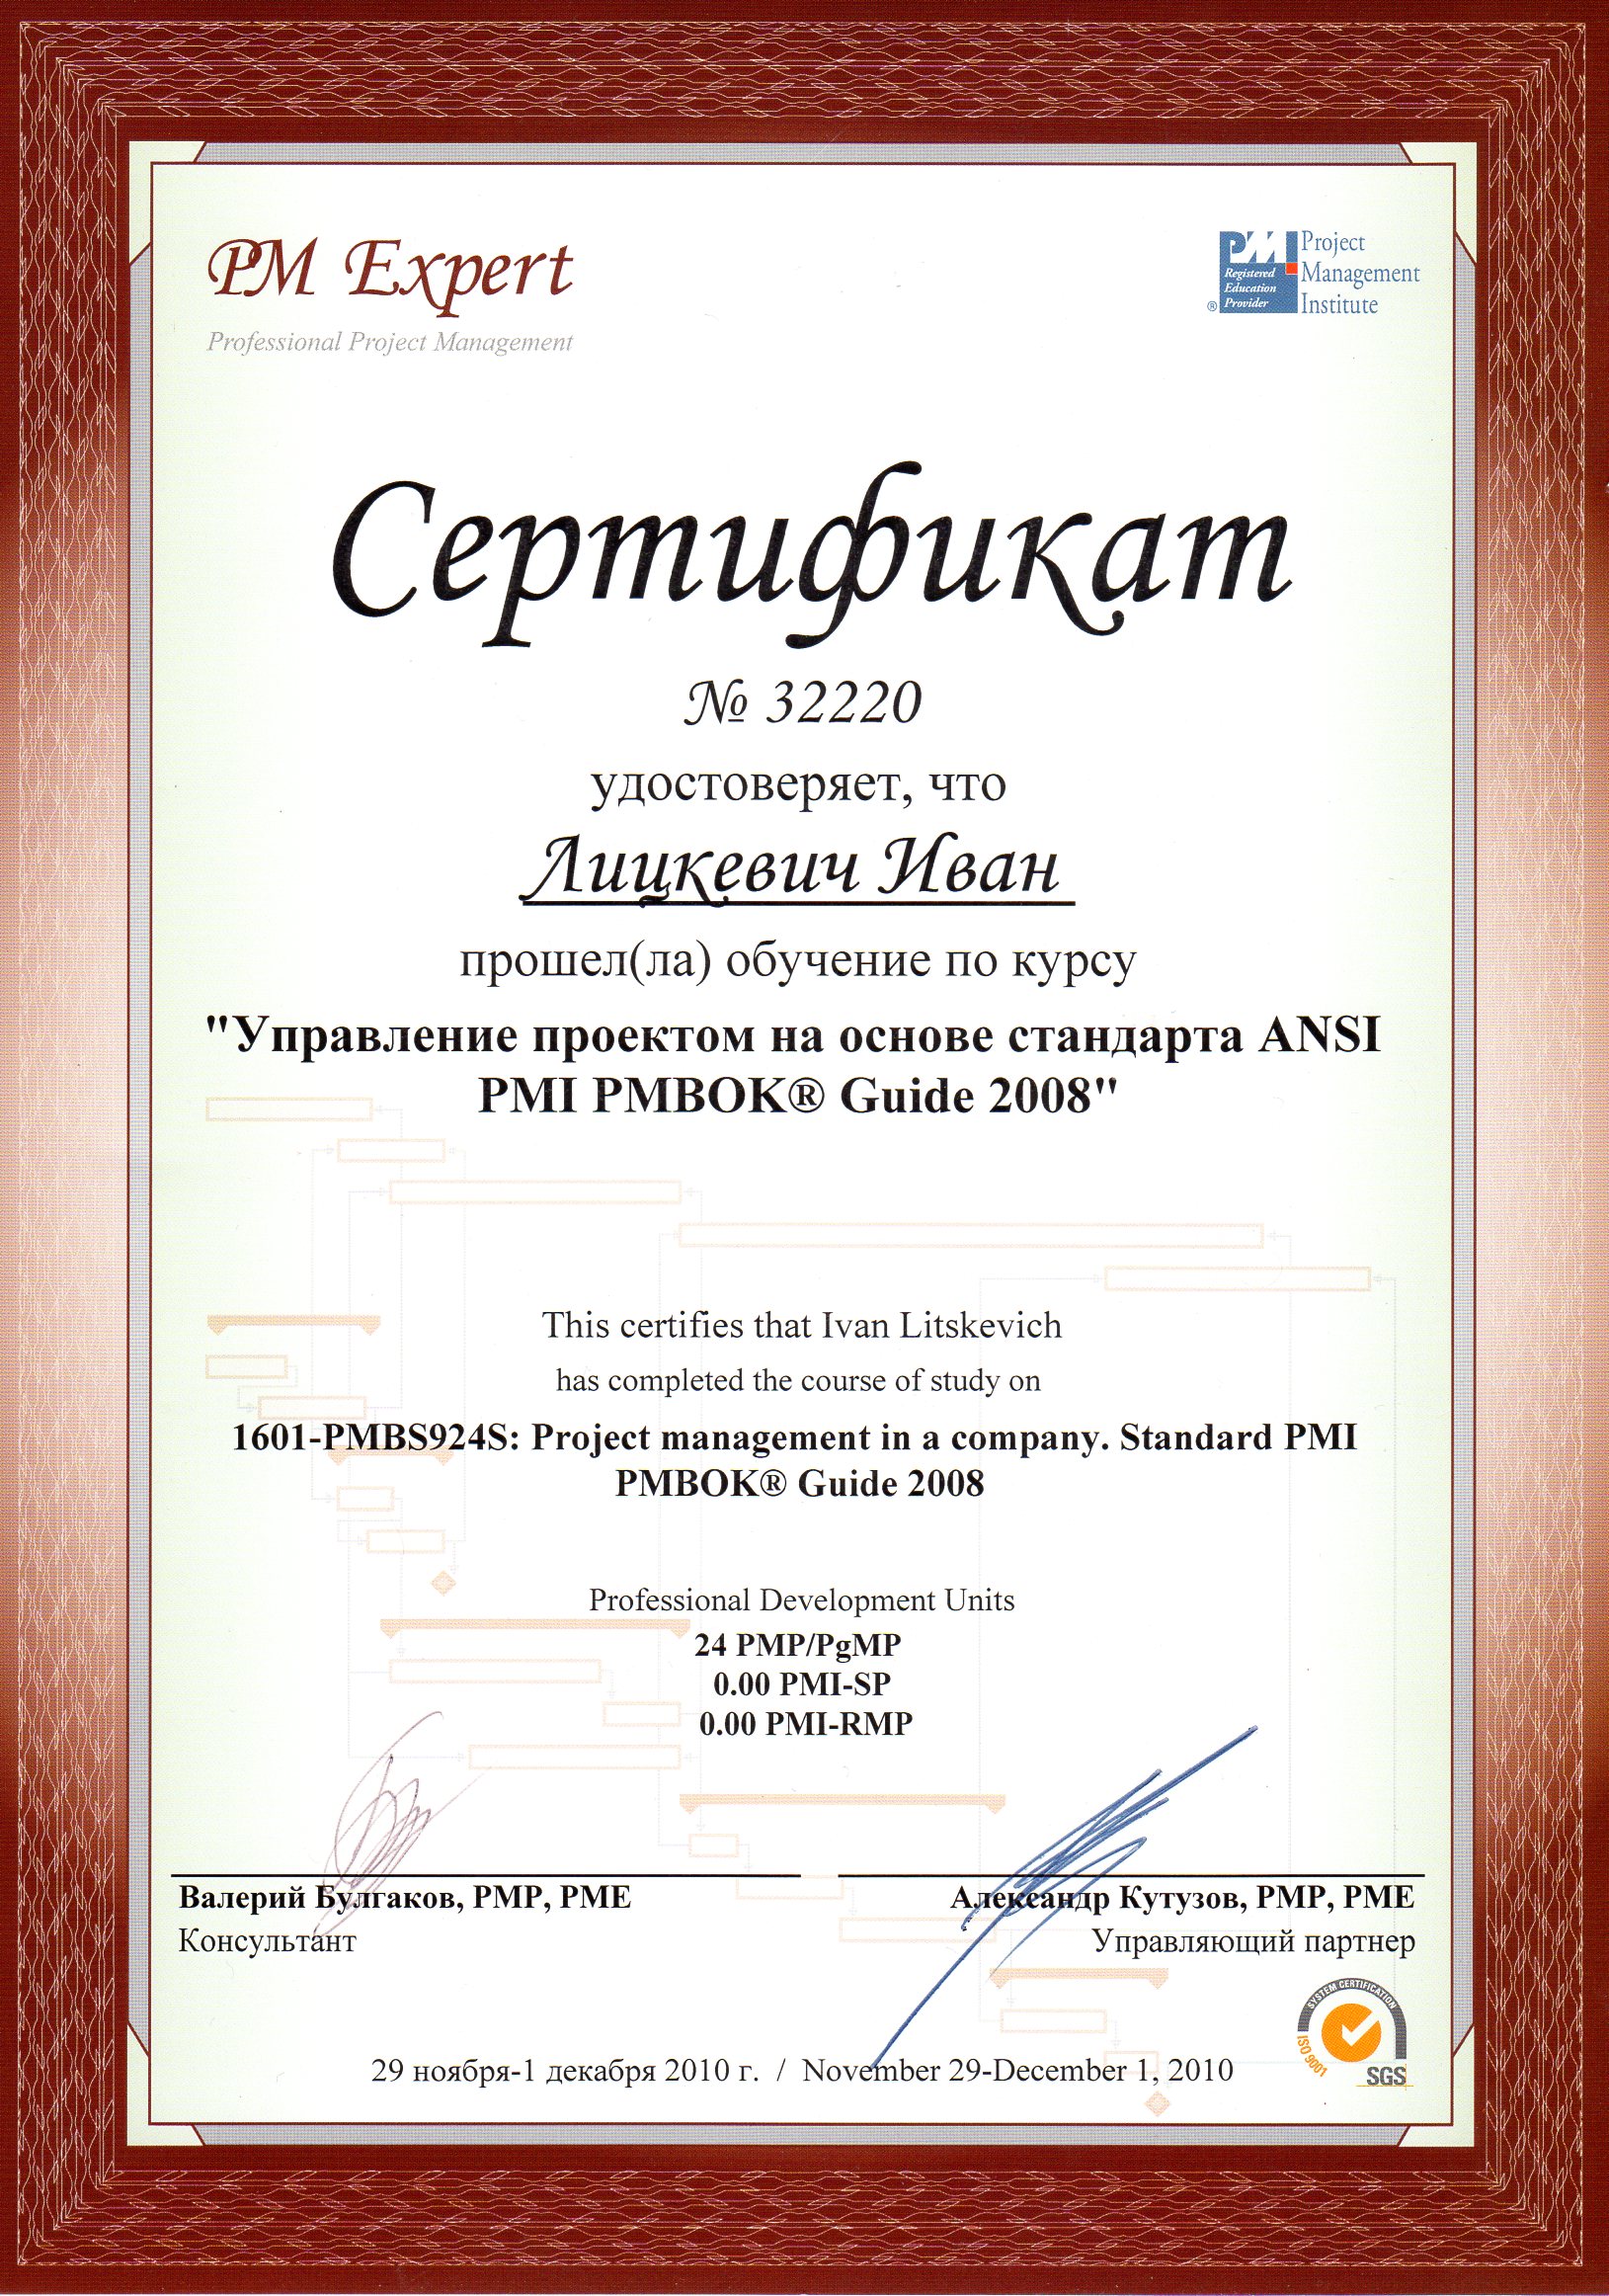 PM Expert
Professional Project Management
PMI
Registered
Education
Provider
®
Project
Management
Institute
Сертификат
№ 32220
удостоверяет, что
Лицкевич Иван
прошел(ла) обучение по курсу
"Управление проектом на основе стандарта ANSI
PMI PMBOK® Guide 2008"
This certifies that Ivan Litskevich
has completed the course of study on
1601-PMBS924S: Project management in a company. Standard PMI
PMBOK® Guide 2008
Professional Development Units
24 PMP/PgMP
0.00 PMI-SP
0.00 PMI-RMP
Валерий Булгаков, PMP, PME
Консультант
Александр Кутузов, PMP, PME
Управляющий партнер
SYSTEM CERTIFICATION
ISO 9001
SGS
29 ноября-1 декабря 2010 г. / November 29-December 1, 2010